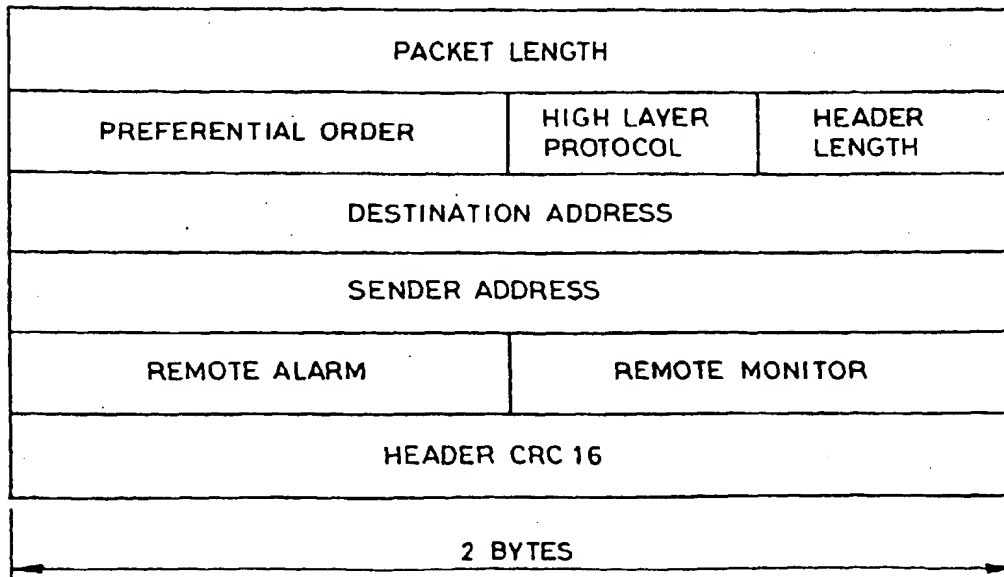 PACKET LENGTH
PREFERENTIAL ORDER
HIGH LAYER
PROTOCOL
HEADER
LENGTH
DESTINATION ADDRESS
SENDER ADDRESS
REMOTE ALARM
REMOTE MONITOR
HEADER CRC 16
2 BYTES